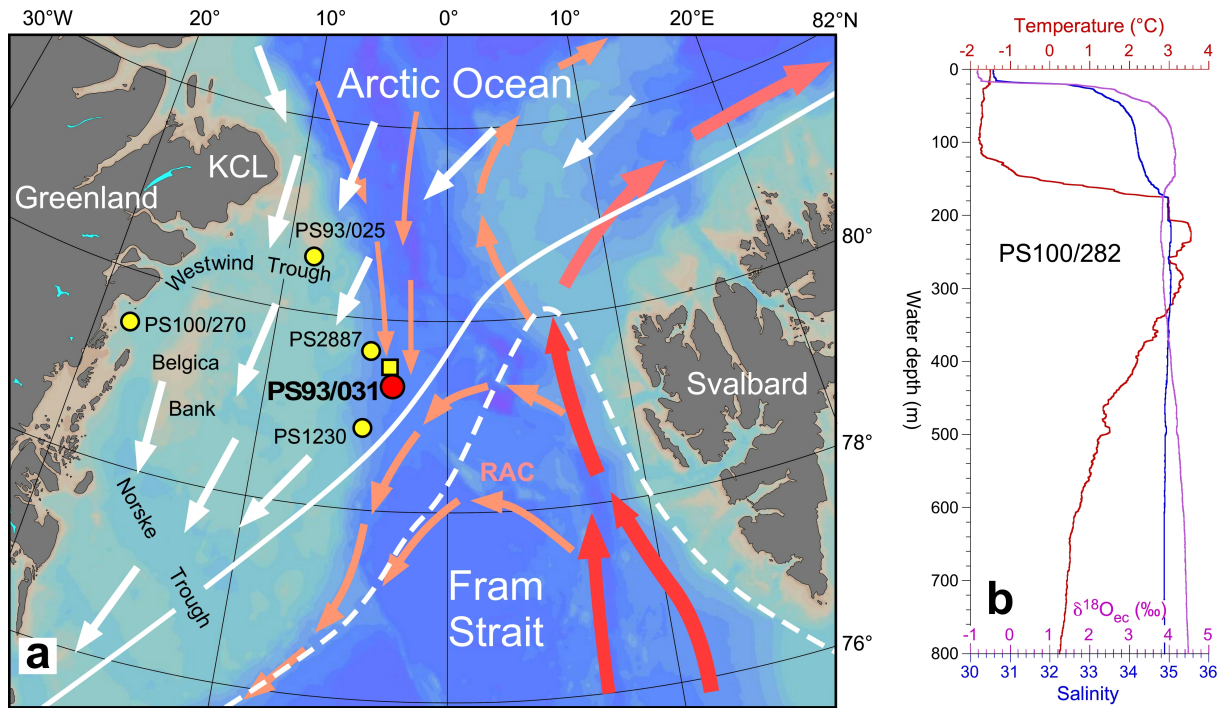 30°W 20° 10° 0° 10° 20°E 82°N
Arctic Ocean
KCL
Greenland
PS93/025
Westwind Trough
80°
PS100/270
PS2887
Belgica
PS93/031
Svalbard
Bank
PS1230
78°
RAC
Norske
Trough
Fram
Strait
76°
a
Temperature (°C)
-2 -1 0 1 2 3 4
0
100
200
300
400
500
600
700
800
PS100/282
Water depth (m)
b
δ¹⁸Oec (‰)
-1 0 1 2 3 4 5
30 31 32 33 34 35 36
Salinity